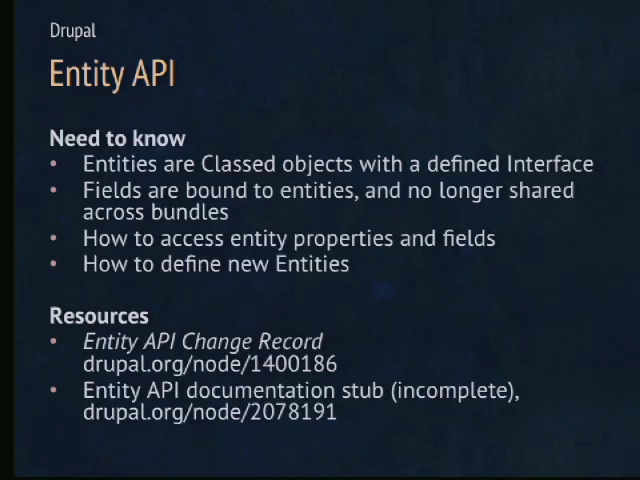 Drupal
Entity API
Need to know
• Entities are Classed objects with a defined Interface
• Fields are bound to entities, and no longer shared
across bundles
• How to access entity properties and fields
• How to define new Entities
Resources
• Entity API Change Record
drupal.org/node/1400186
• Entity API documentation stub (incomplete),
drupal.org/node/2078191